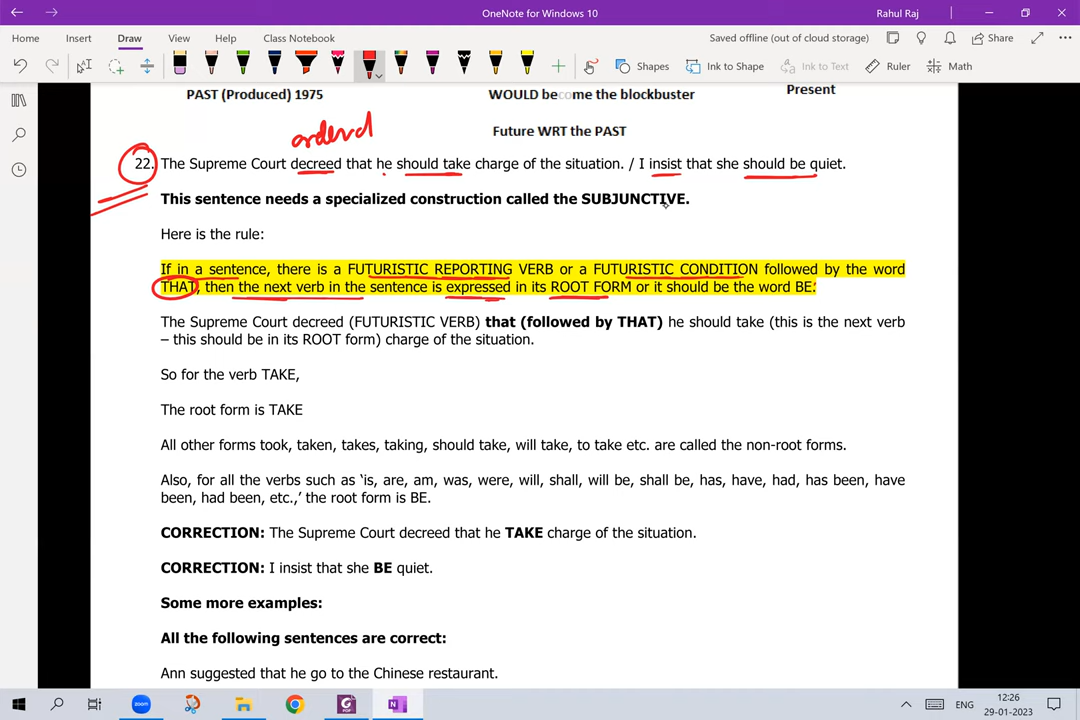 OneNote for Windows 10
Rahul Raj
Home Insert Draw View Help Class Notebook
Saved offline (out of cloud storage)
Share
Shapes
Ink to Shape
Ink to Text
Ruler
Math
PAST (Produced) 1975
WOULD become the blockbuster
Present
Future WRT the PAST
ordered
22. The Supreme Court decreed that he should take charge of the situation. / I insist that she should be quiet.
This sentence needs a specialized construction called the SUBJUNCTIVE.
Here is the rule:
If in a sentence, there is a FUTURISTIC REPORTING VERB or a FUTURISTIC CONDITION followed by the word
THAT, then the next verb in the sentence is expressed in its ROOT FORM or it should be the word BE:
The Supreme Court decreed (FUTURISTIC VERB) that (followed by THAT) he should take (this is the next verb
– this should be in its ROOT form) charge of the situation.
So for the verb TAKE,
The root form is TAKE
All other forms took, taken, takes, taking, should take, will take, to take etc. are called the non-root forms.
Also, for all the verbs such as ‘is, are, am, was, were, will, shall, will be, shall be, has, have, had, has been, have
been, had been, etc.,’ the root form is BE.
CORRECTION: The Supreme Court decreed that he TAKE charge of the situation.
CORRECTION: I insist that she BE quiet.
Some more examples:
All the following sentences are correct:
Ann suggested that he go to the Chinese restaurant.
zoom
ENG
12:26
29-01-2023